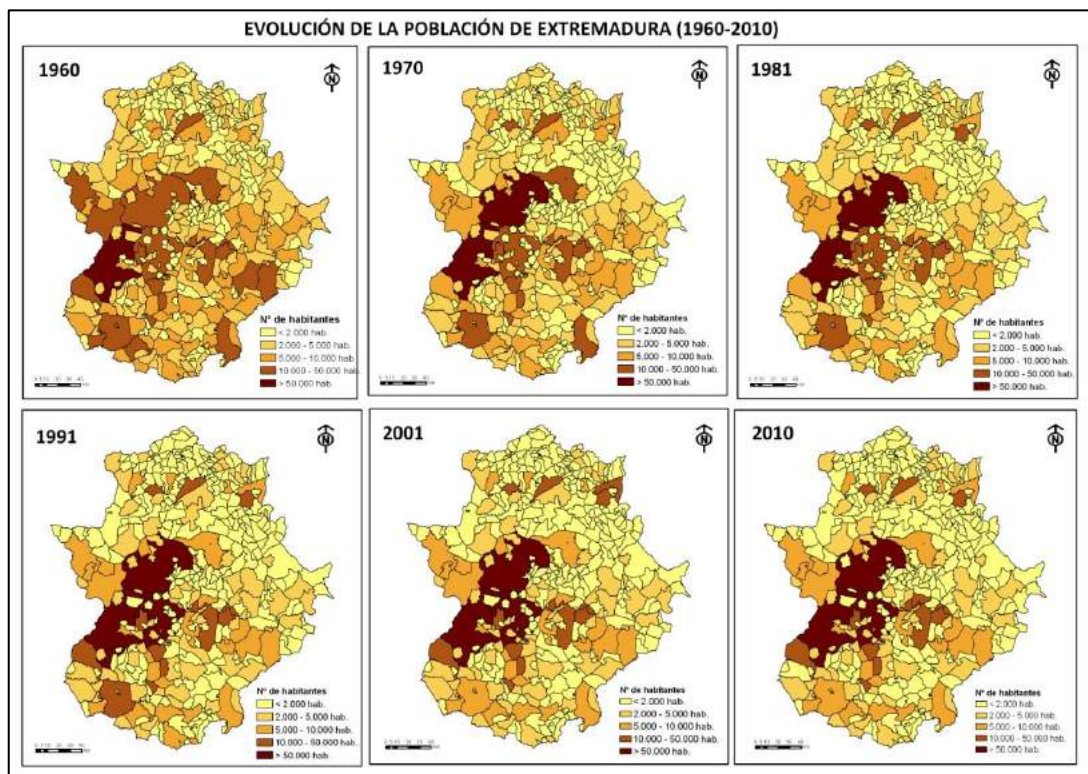 EVOLUCIÓN DE LA POBLACIÓN DE EXTREMADURA (1960-2010)
1960
N
Nº de habitantes
< 2.000 hab.
2.000 - 5.000 hab.
5.000 - 10.000 hab.
10.000 - 50.000 hab.
> 50.000 hab.
1970
N
Nº de habitantes
< 2.000 hab.
2.000 - 5.000 hab.
5.000 - 10.000 hab.
10.000 - 50.000 hab.
> 50.000 hab.
1981
N
Nº de habitantes
< 2.000 hab.
2.000 - 5.000 hab.
5.000 - 10.000 hab.
10.000 - 50.000 hab.
> 50.000 hab.
1991
N
Nº de habitantes
< 2.000 hab.
2.000 - 5.000 hab.
5.000 - 10.000 hab.
10.000 - 50.000 hab.
> 50.000 hab.
2001
N
Nº de habitantes
< 2.000 hab.
2.000 - 5.000 hab.
5.000 - 10.000 hab.
10.000 - 50.000 hab.
> 50.000 hab.
2010
N
Nº de habitantes
< 2.000 hab
2.000 - 5.000 hab.
5.000 - 10.000 hab.
10.000 - 50.000 hab.
> 50.000 hab.